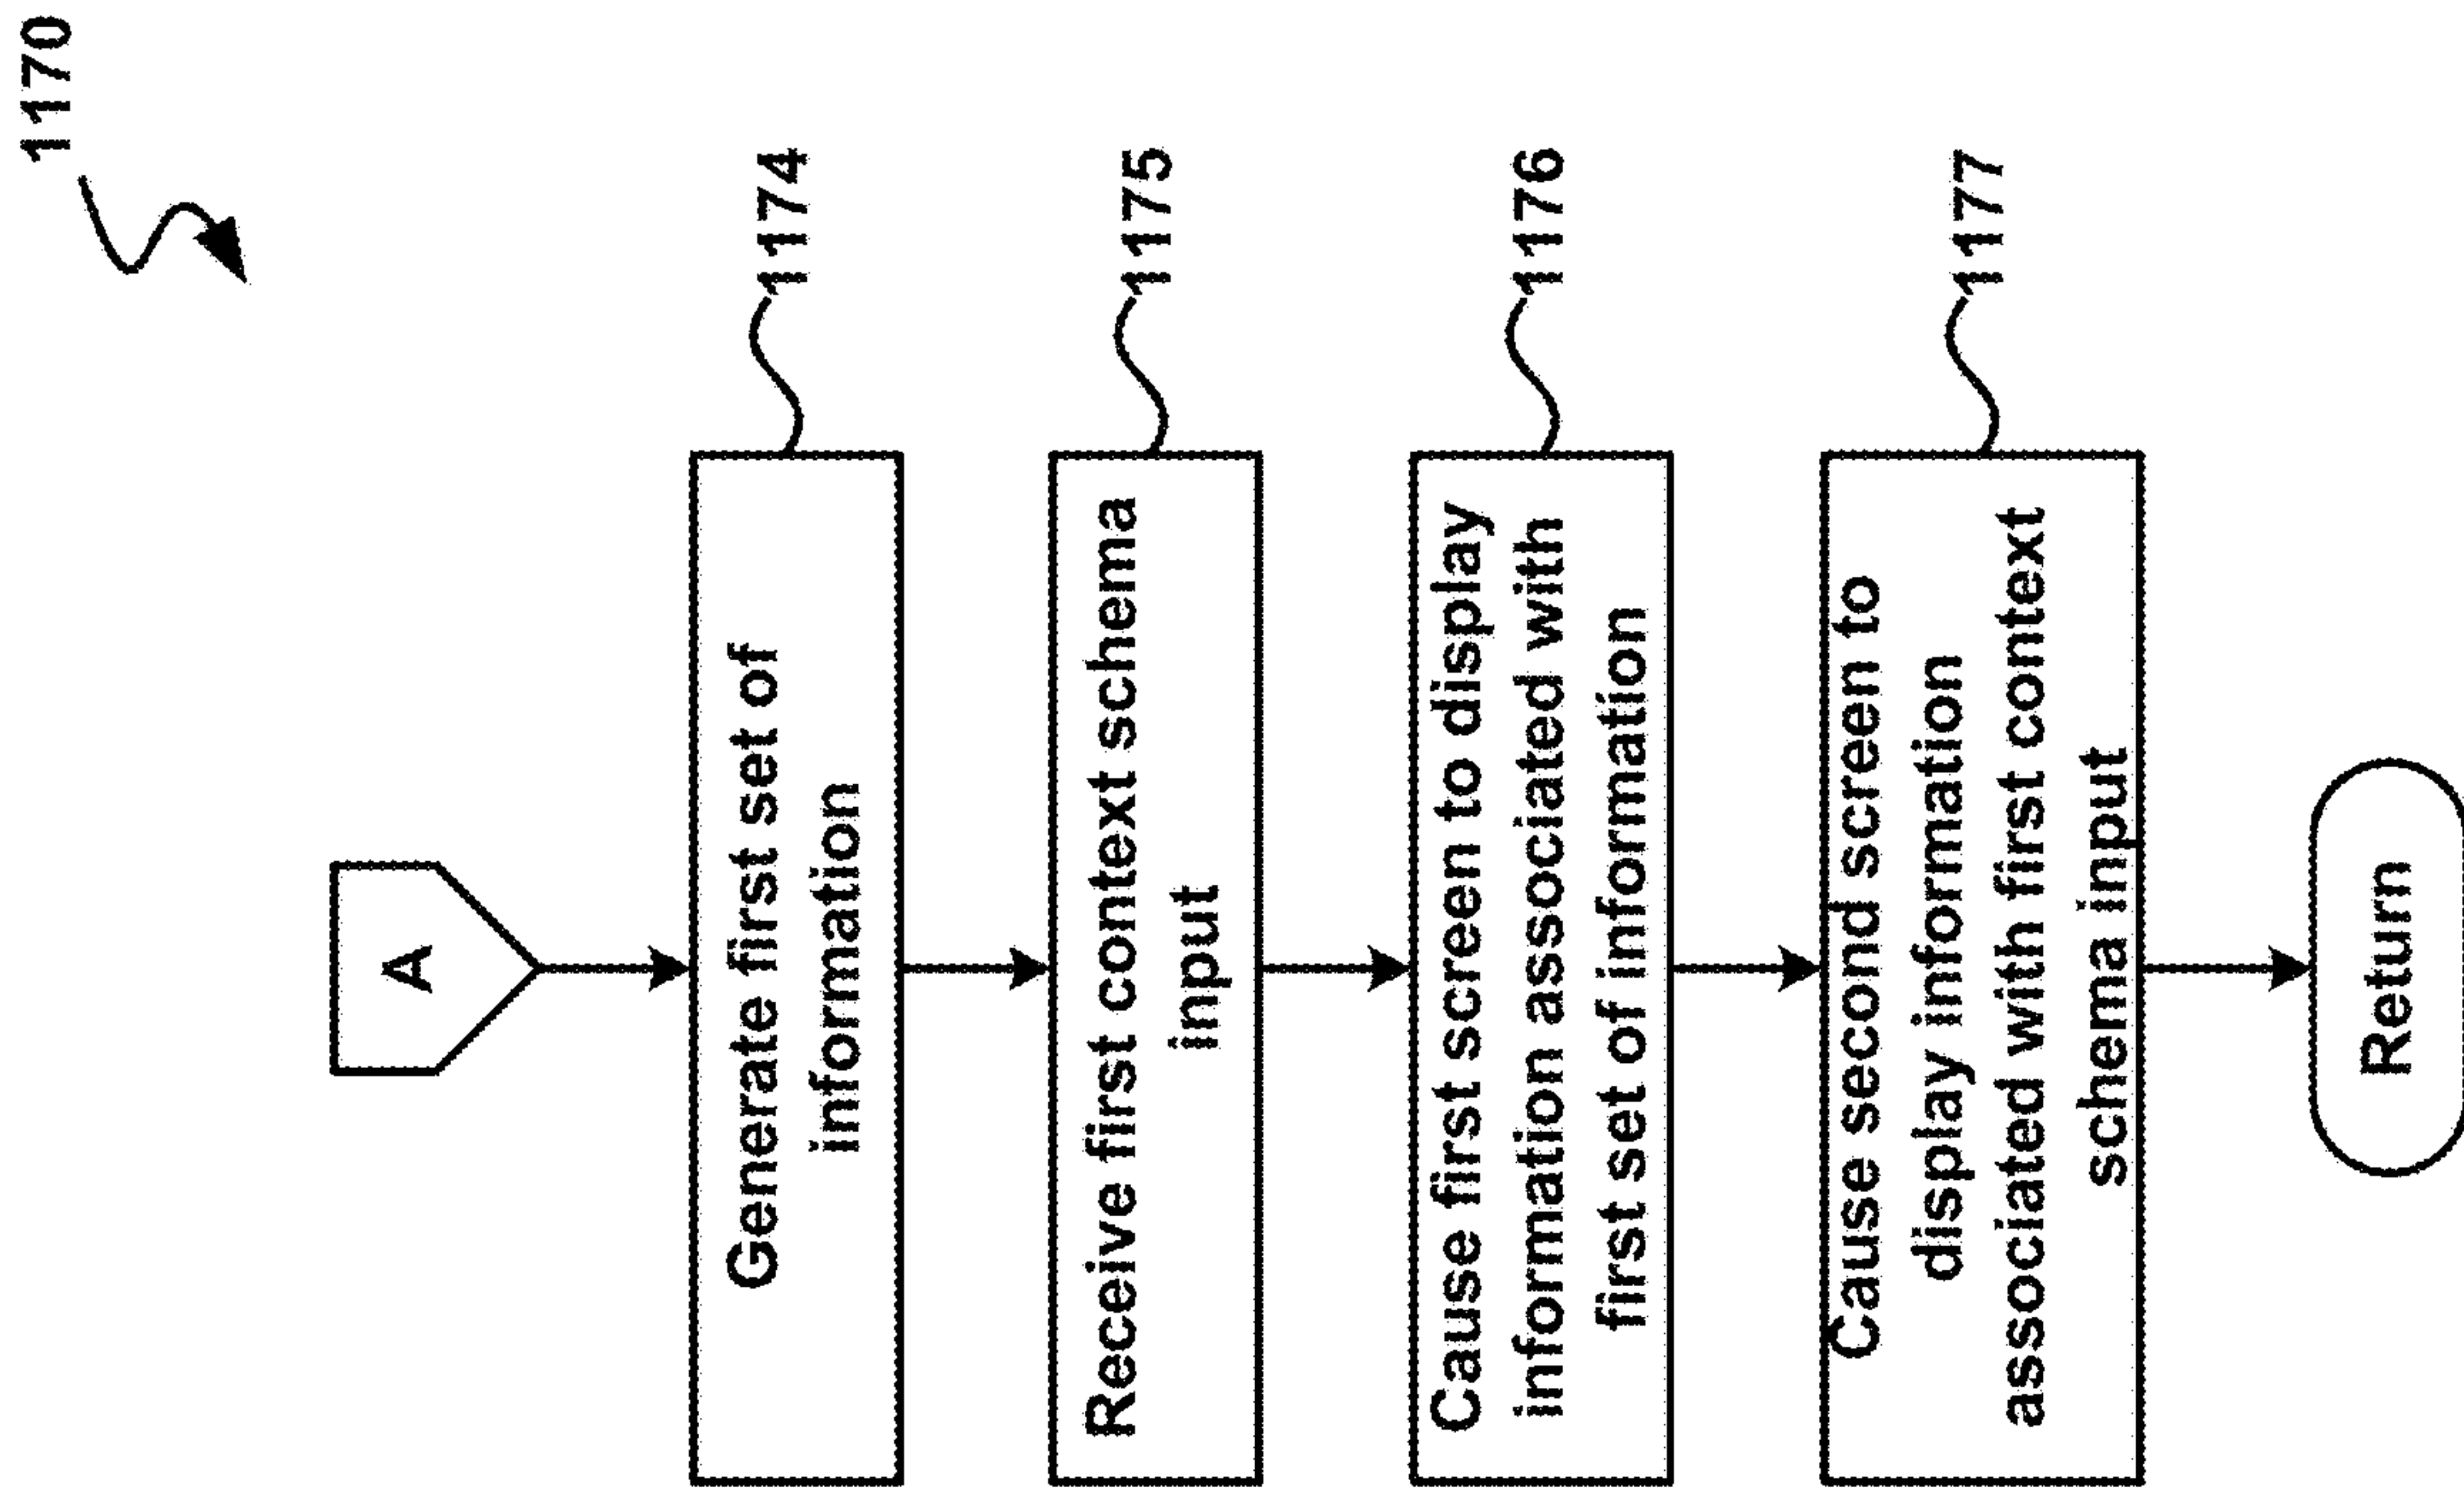 1170
A
Generate first set of
information
1174
Receive first context schema
input
1175
Cause first screen to display
information associated with
first set of information
1176
Cause second screen to
display information
associated with first context
schema input
1177
Return